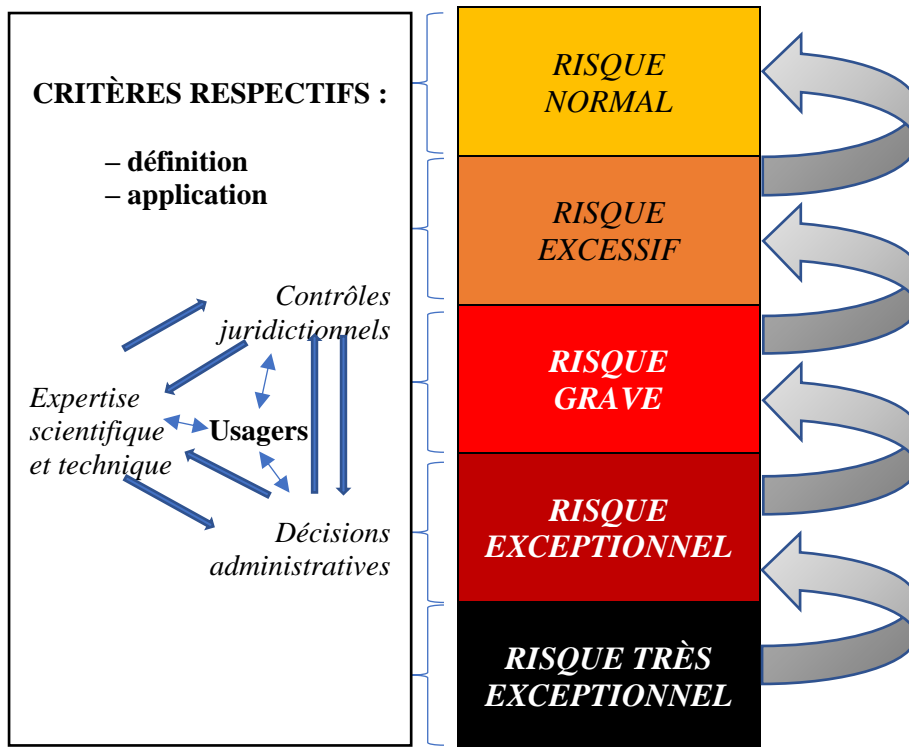 CRITÈRES RESPECTIFS :
– définition
– application
Contrôles
juridictionnels
Expertise
scientifique
et technique
Usagers
Décisions
administratives
RISQUE
NORMAL
RISQUE
EXCESSIF
RISQUE
GRAVE
RISQUE
EXCEPTIONNEL
RISQUE TRÈS
EXCEPTIONNEL